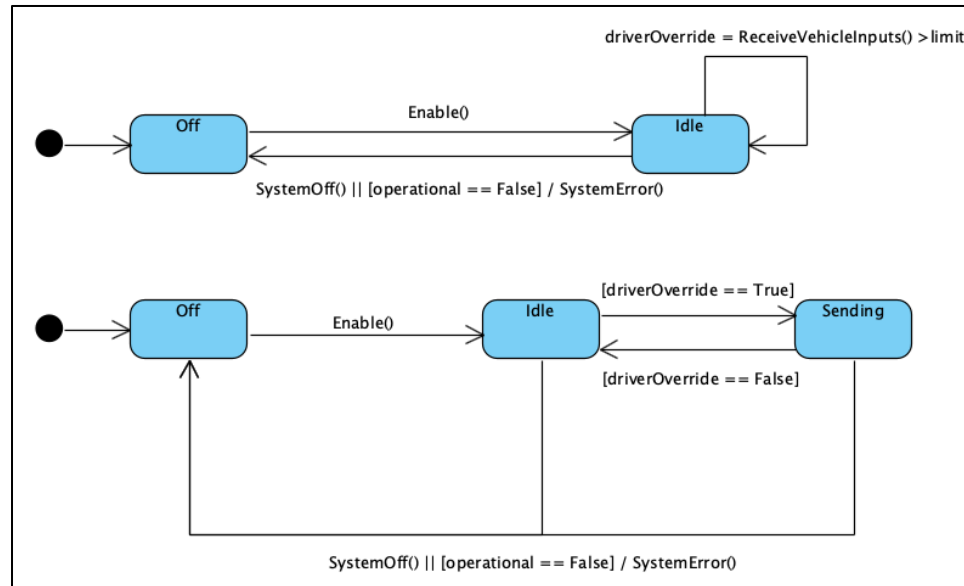 driverOverride = ReceiveVehicleInputs() >limit
Off
Enable()
Idle
SystemOff() || [operational == False] / SystemError()
Off
Enable()
Idle
[driverOverride == True]
Sending
[driverOverride == False]
SystemOff() || [operational == False] / SystemError()